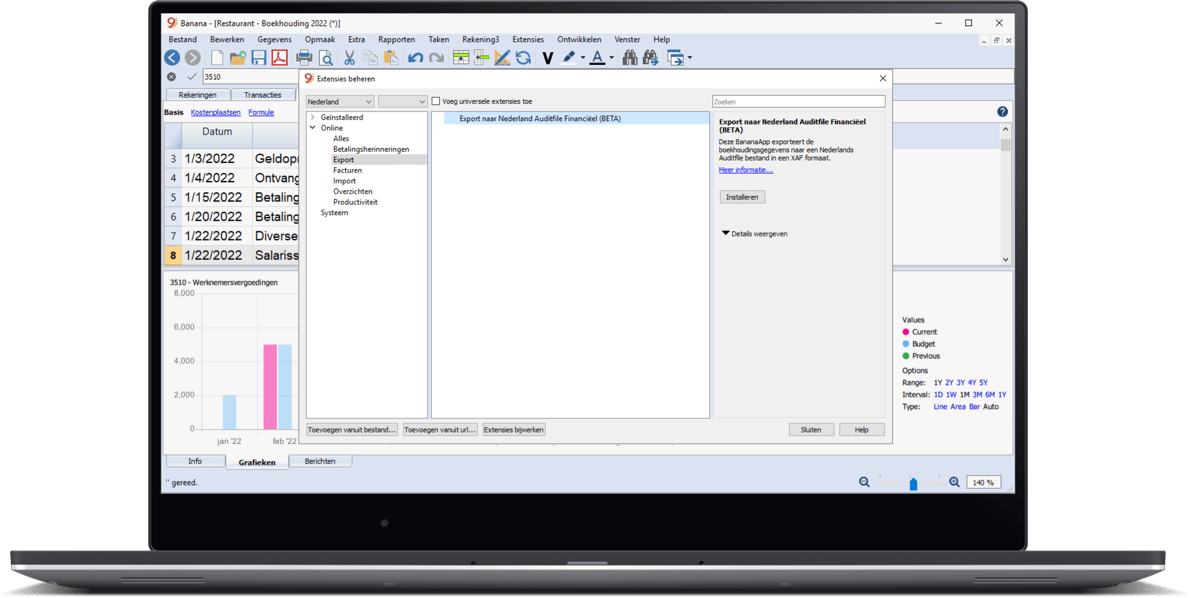 Banana - [Restaurant - Boekhouding 2022 (*)]
Bestand Bewerken Gegevens Opmaak Extra Rapporten Taken Rekening3 Extensies Ontwikkelen Venster Help
3510
Extensies beheren
Rekeningen Transacties
Nederland
Voeg universele extensies toe
Zoeken
Basis Kostenplaatsen Formule
Datum
3 1/3/2022 Geldop
4 1/4/2022 Ontvang
5 1/15/2022 Betaling
6 1/20/2022 Betaling
7 1/22/2022 Diverse
8 1/22/2022 Salariss
Geïnstalleerd
Online
Alles
Betalingsherinneringen
Export
Facturen
Import
Overzichten
Productiviteit
Systeem
Export naar Nederland Auditfile Financiëel (BETA)
Export naar Nederland Auditfile Financiëel
(BETA)
Deze BananaApp exporteert de
boekhoudingsgegevens naar een Nederlands
Auditfile bestand in een XAF formaat.
Meer informatie...
Installeren
Details weergeven
3510 - Werknemersvergoedingen
8,000
6,000
4,000
2,000
0
jan '22 feb '22
Values
Current
Budget
Previous
Options
Range: 1Y 2Y 3Y 4Y 5Y
Interval: 1D 1W 1M 3M 6M 1Y
Type: Line Area Bar Auto
Toevoegen vanuit bestand... Toevoegen vanuit url... Extensies bijwerken Sluiten Help
Info Grafieken Berichten
'' gereed.
140 %